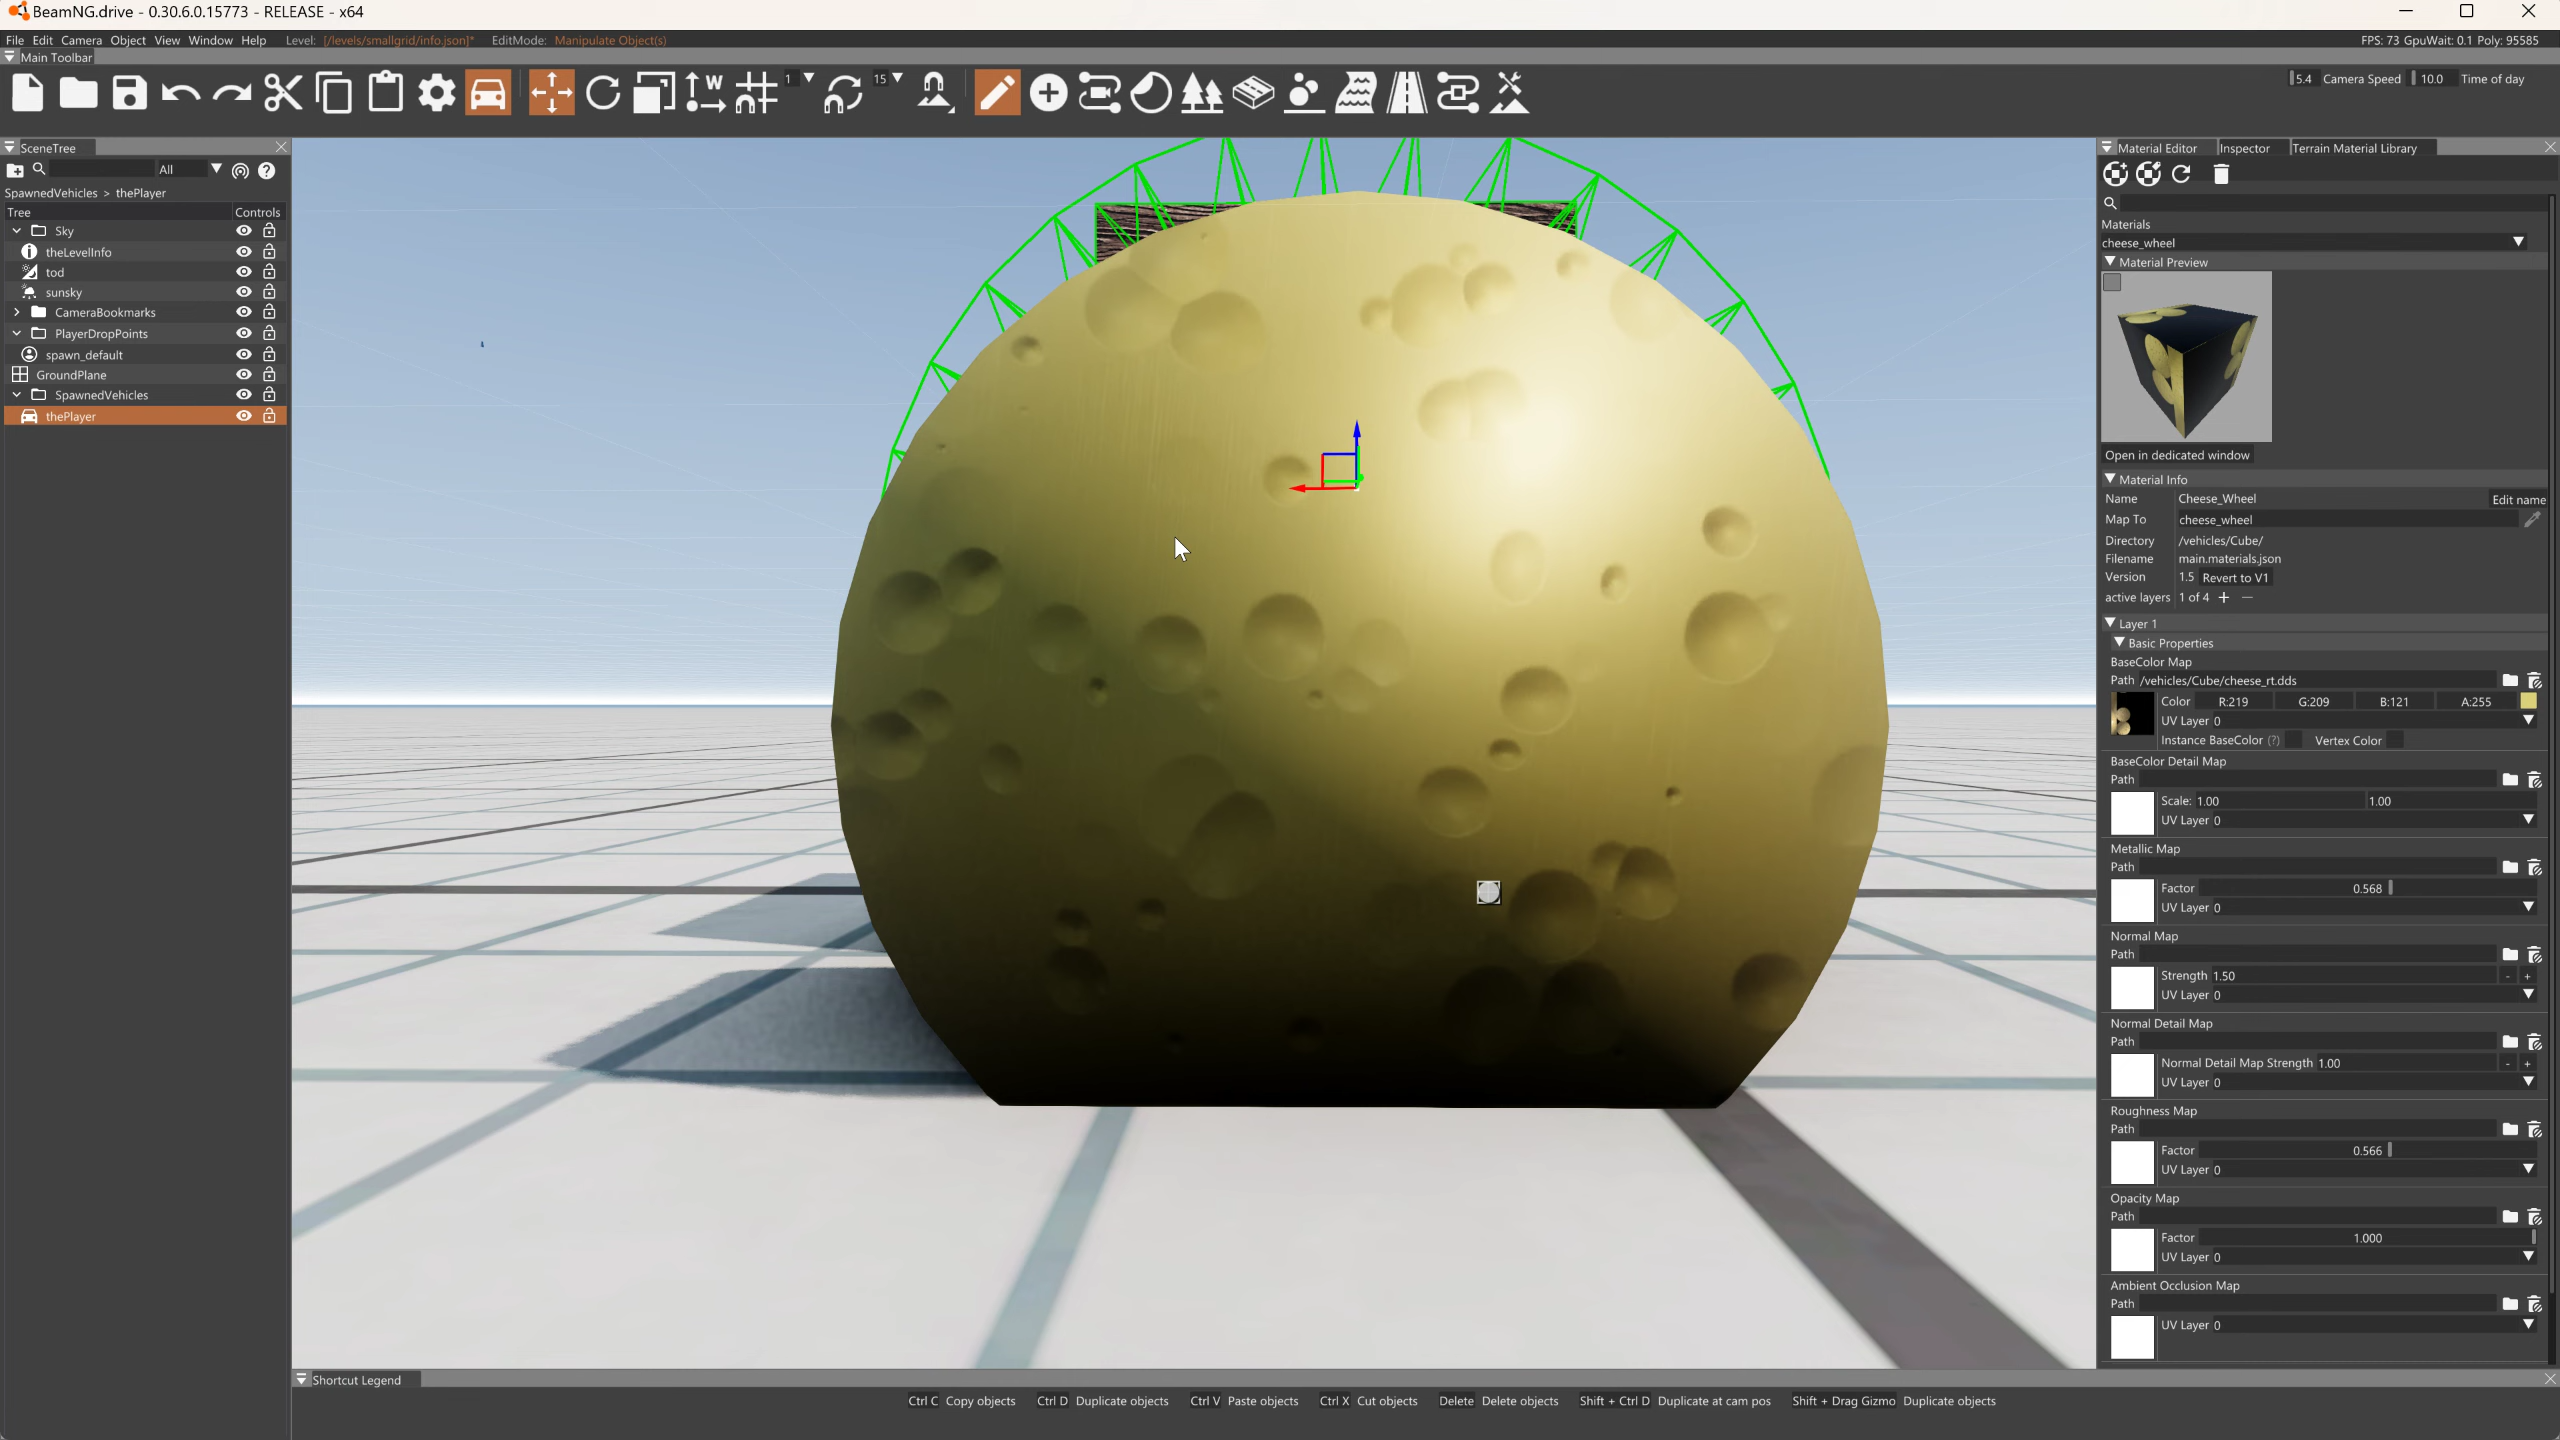 BeamNG.drive - 0.30.6.0.15773 - RELEASE - x64
File Edit Camera Object View Window Help Level: [/levels/smallgrid/info.json]* EditMode: Manipulate Object(s) FPS: 73 GpuWait: 0.1 Poly: 95585
Main Toolbar
W 1 15 5.4 Camera Speed 10.0 Time of day
SceneTree
All
SpawnedVehicles > thePlayer
Tree Controls
Sky
theLevelInfo
tod
sunsky
CameraBookmarks
PlayerDropPoints
spawn_default
GroundPlane
SpawnedVehicles
thePlayer
Material Editor Inspector Terrain Material Library
Materials
cheese_wheel
Material Preview
Open in dedicated window
Material Info
Name Cheese_Wheel Edit name
Map To cheese_wheel
Directory /vehicles/Cube/
Filename main.materials.json
Version 1.5 Revert to V1
active layers 1 of 4 + −
Layer 1
Basic Properties
BaseColor Map
Path /vehicles/Cube/cheese_rt.dds
Color R:219 G:209 B:121 A:255
UV Layer 0
Instance BaseColor (?) Vertex Color
BaseColor Detail Map
Path
Scale: 1.00 1.00
UV Layer 0
Metallic Map
Path
Factor 0.568
UV Layer 0
Normal Map
Path
Strength 1.50 - +
UV Layer 0
Normal Detail Map
Path
Normal Detail Map Strength 1.00 - +
UV Layer 0
Roughness Map
Path
Factor 0.566
UV Layer 0
Opacity Map
Path
Factor 1.000
UV Layer 0
Ambient Occlusion Map
Path
UV Layer 0
Shortcut Legend
Ctrl C Copy objects Ctrl D Duplicate objects Ctrl V Paste objects Ctrl X Cut objects Delete Delete objects Shift + Ctrl D Duplicate at cam pos Shift + Drag Gizmo Duplicate objects